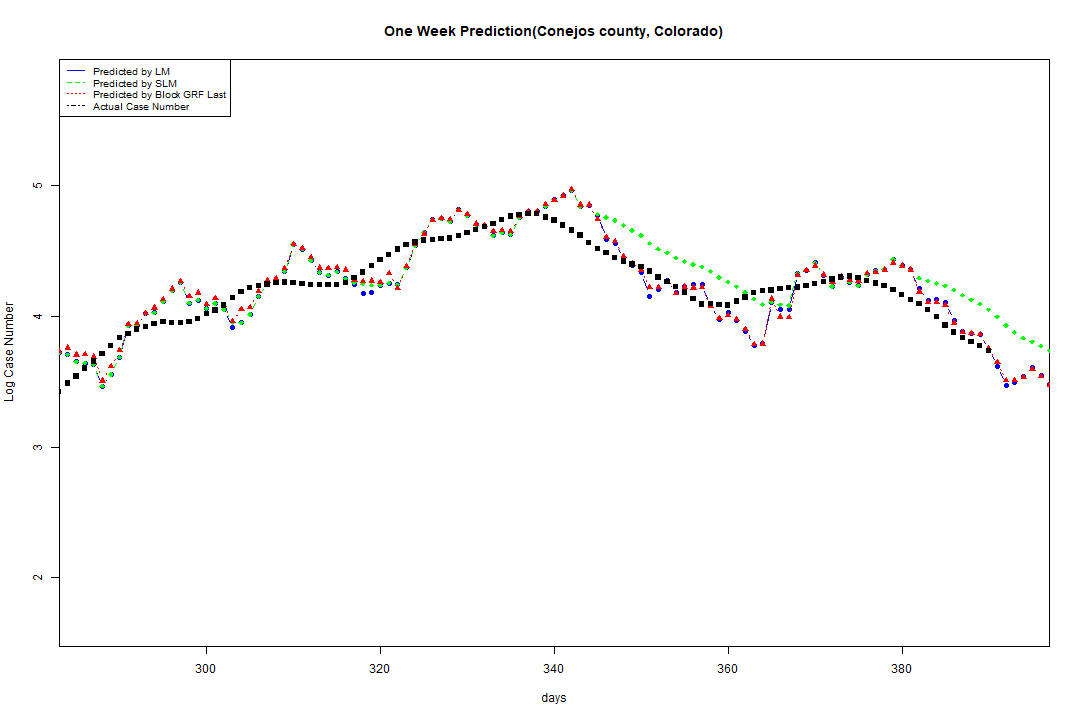 One Week Prediction(Conejos county, Colorado)
Predicted by LM
Predicted by SLM
Predicted by Block GRF Last
Actual Case Number
5
4
3
2
Log Case Number
300 320 340 360 380
days